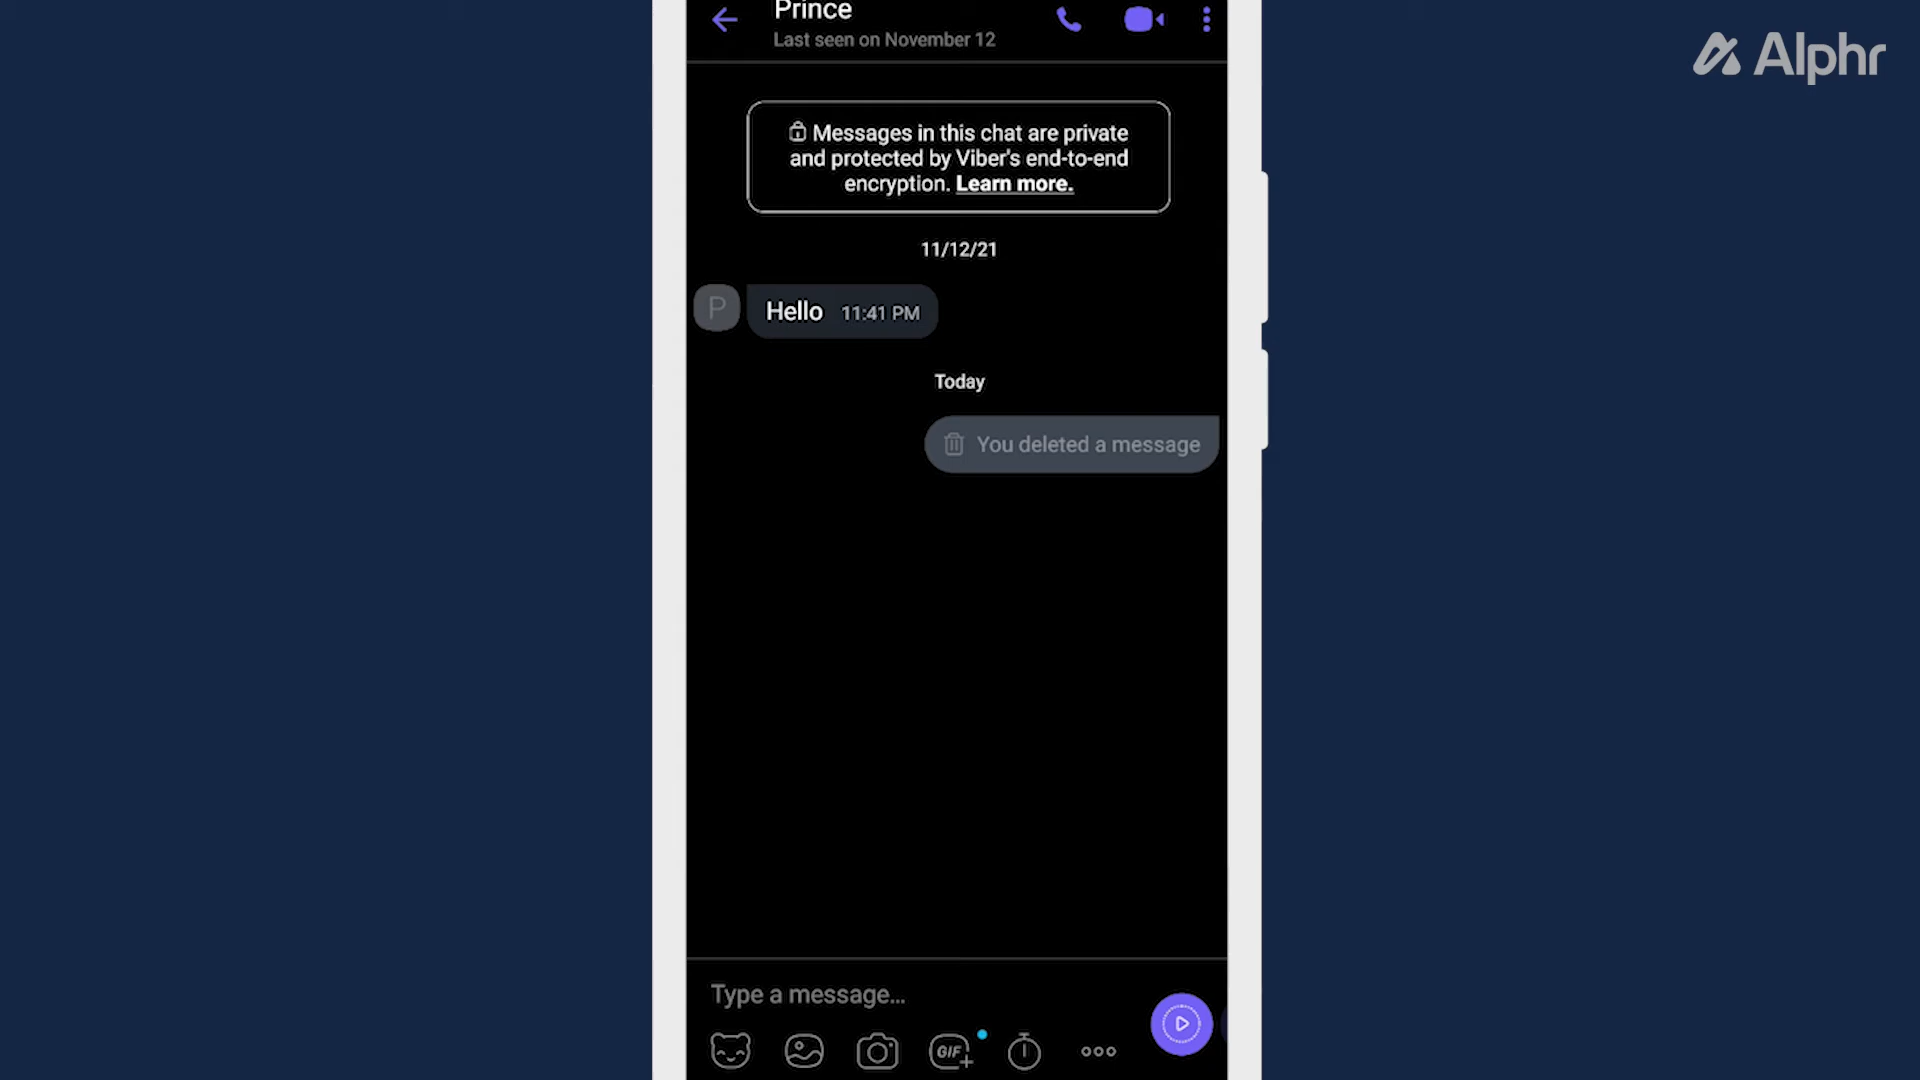 Prince
Last seen on November 12
Alphr
Messages in this chat are private
and protected by Viber's end-to-end
encryption. Learn more.
11/12/21
P
Hello 11:41 PM
Today
You deleted a message
Type a message...
GIF